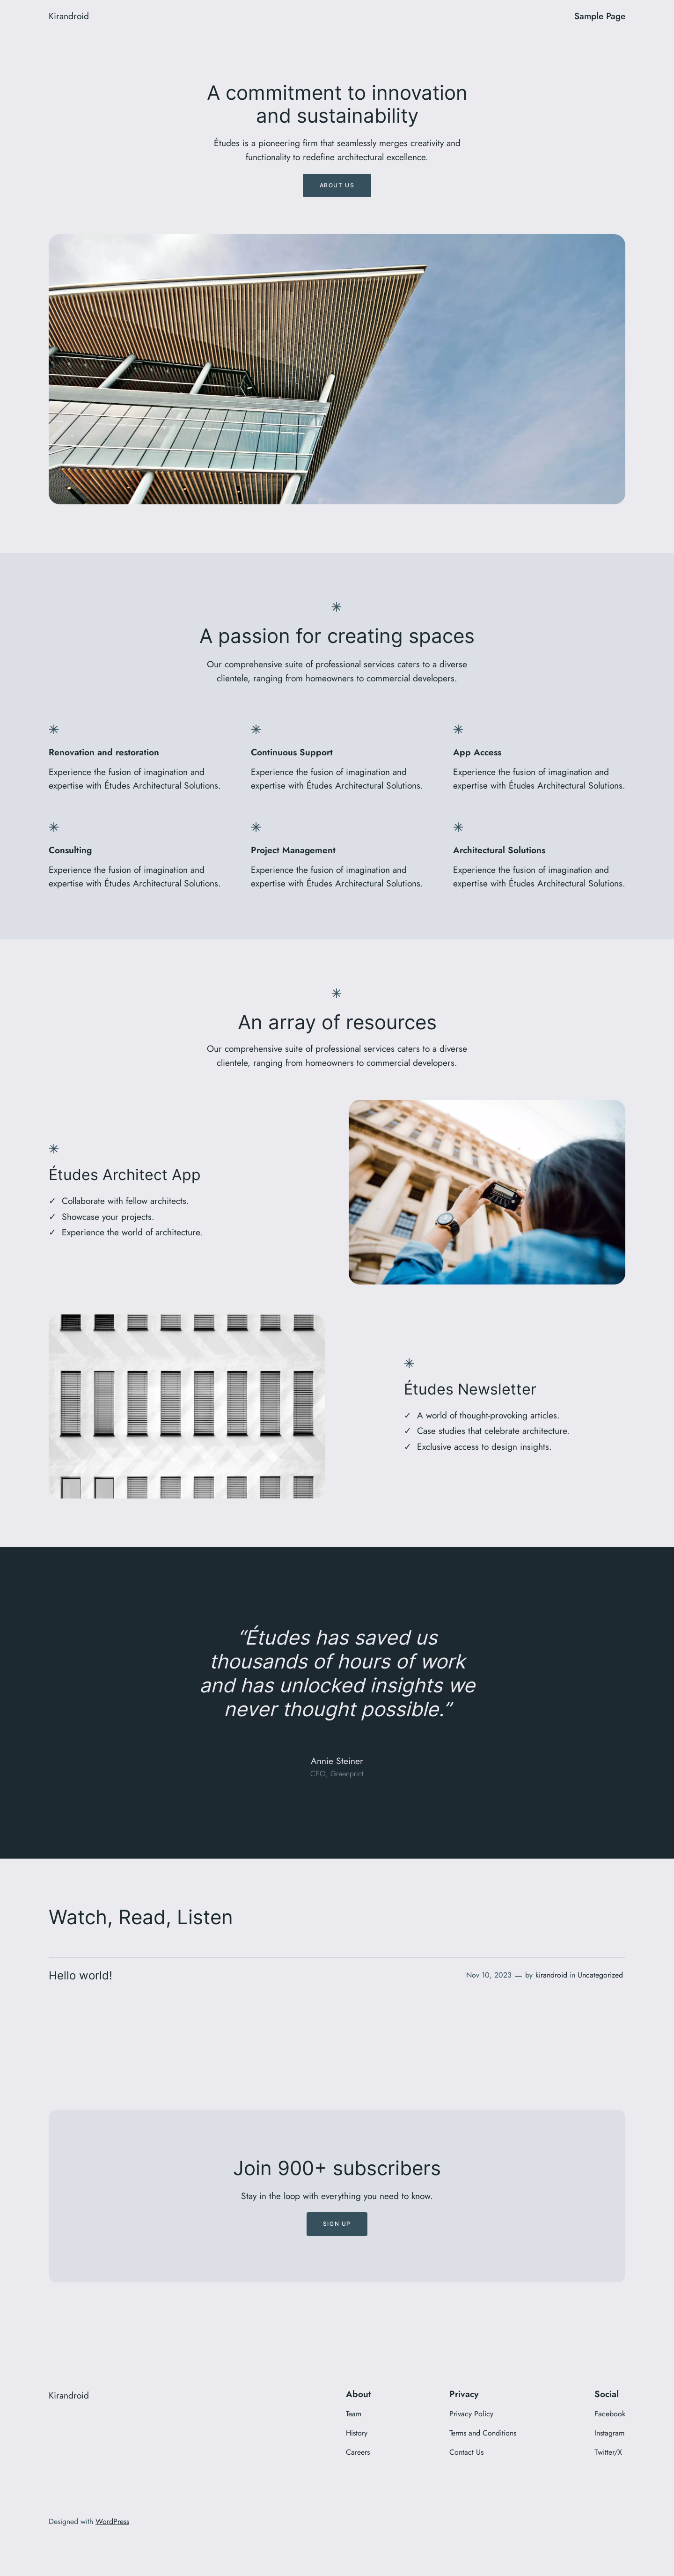 Kirandroid
Sample Page
A commitment to innovation
and sustainability
Études is a pioneering firm that seamlessly merges creativity and
functionality to redefine architectural excellence.
ABOUT US
A passion for creating spaces
Our comprehensive suite of professional services caters to a diverse
clientele, ranging from homeowners to commercial developers.
Renovation and restoration
Experience the fusion of imagination and
expertise with Études Architectural Solutions.
Continuous Support
Experience the fusion of imagination and
expertise with Études Architectural Solutions.
App Access
Experience the fusion of imagination and
expertise with Études Architectural Solutions.
Consulting
Experience the fusion of imagination and
expertise with Études Architectural Solutions.
Project Management
Experience the fusion of imagination and
expertise with Études Architectural Solutions.
Architectural Solutions
Experience the fusion of imagination and
expertise with Études Architectural Solutions.
An array of resources
Our comprehensive suite of professional services caters to a diverse
clientele, ranging from homeowners to commercial developers.
Études Architect App
✓ Collaborate with fellow architects.
✓ Showcase your projects.
✓ Experience the world of architecture.
Études Newsletter
✓ A world of thought-provoking articles.
✓ Case studies that celebrate architecture.
✓ Exclusive access to design insights.
“Études has saved us
thousands of hours of work
and has unlocked insights we
never thought possible.”
Annie Steiner
CEO, Greenprint
Watch, Read, Listen
Hello world!
Nov 10, 2023 — by kirandroid in Uncategorized
Join 900+ subscribers
Stay in the loop with everything you need to know.
SIGN UP
Kirandroid
About
Team
History
Careers
Privacy
Privacy Policy
Terms and Conditions
Contact Us
Social
Facebook
Instagram
Twitter/X
Designed with WordPress